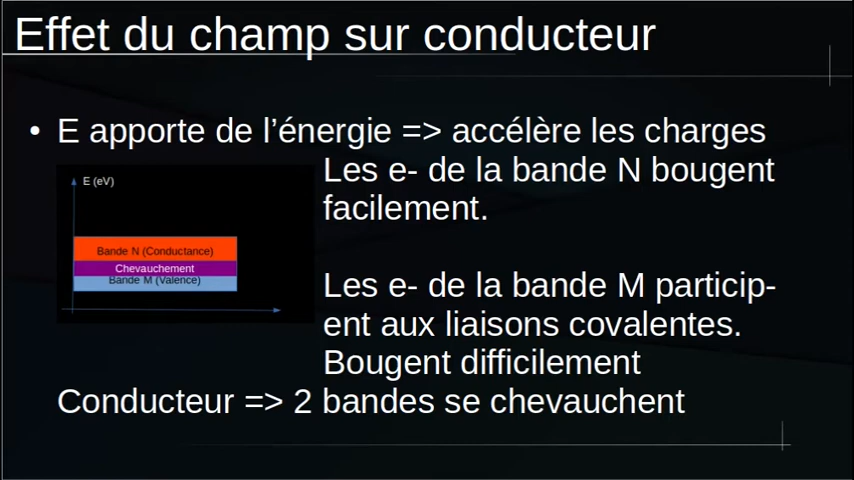 Effet du champ sur conducteur
• E apporte de l’énergie => accélère les charges
Les e- de la bande N bougent
facilement.
E (eV)
Bande N (Conductance)
Chevauchement
Bande M (Valence)
Les e- de la bande M particip-
ent aux liaisons covalentes.
Bougent difficilement
Conducteur => 2 bandes se chevauchent